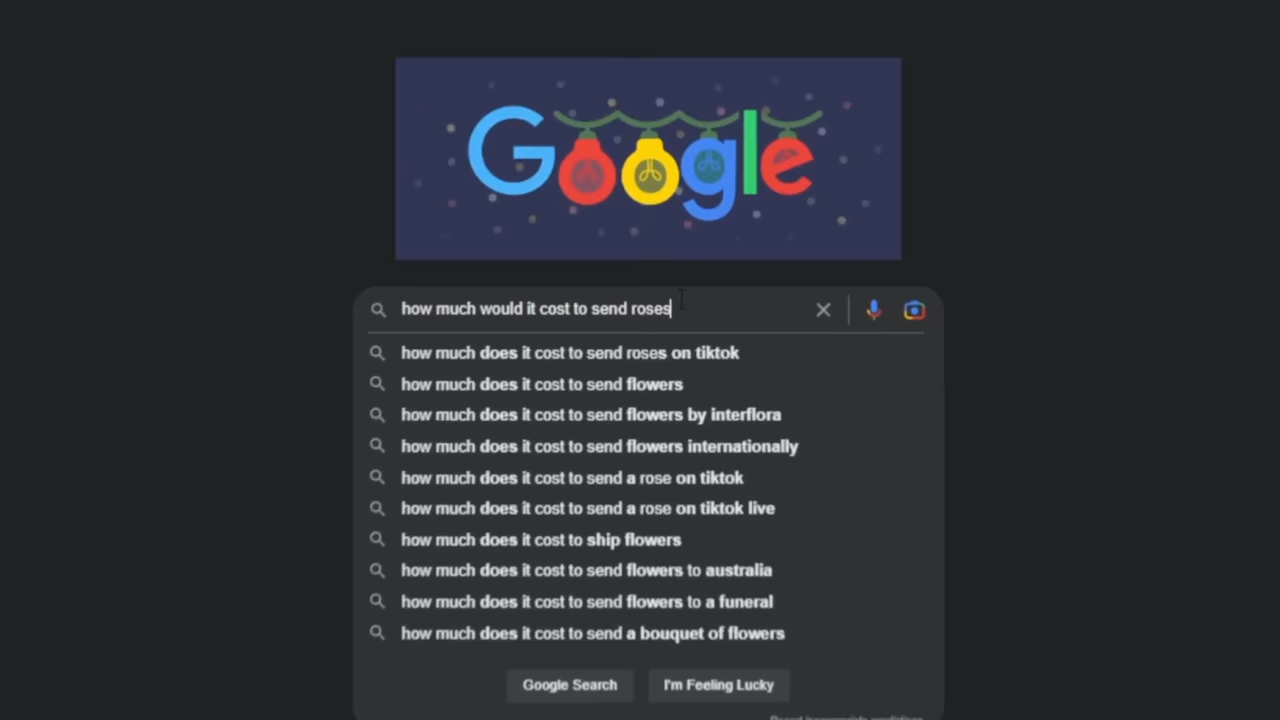 Google
how much would it cost to send roses
how much does it cost to send roses on tiktok
how much does it cost to send flowers
how much does it cost to send flowers by interflora
how much does it cost to send flowers internationally
how much does it cost to send a rose on tiktok
how much does it cost to send a rose on tiktok live
how much does it cost to ship flowers
how much does it cost to send flowers to australia
how much does it cost to send flowers to a funeral
how much does it cost to send a bouquet of flowers
Google Search I'm Feeling Lucky